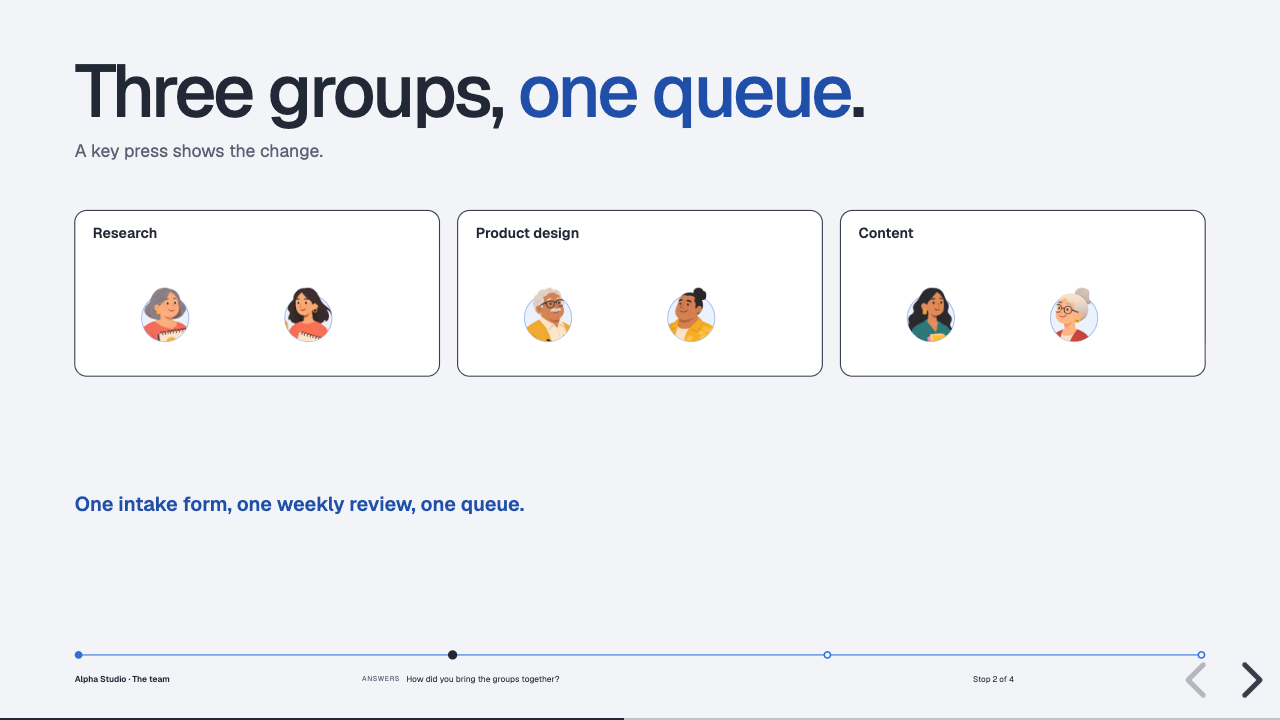 Three groups, one queue.
A key press shows the change.
Research
Product design
Content
One intake form, one weekly review, one queue.
Alpha Studio · The team
ANSWERS How did you bring the groups together?
Stop 2 of 4